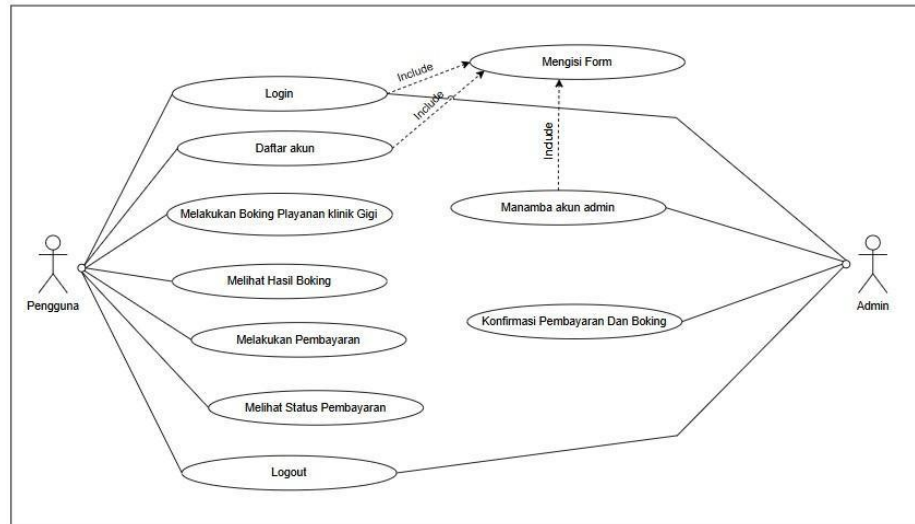 Mengisi Form
Include
Login
Include
Daftar akun
Include
Melakukan Boking Playanan klinik Gigi
Manamba akun admin
Melihat Hasil Boking
Pengguna
Admin
Konfirmasi Pembayaran Dan Boking
Melakukan Pembayaran
Melihat Status Pembayaran
Logout